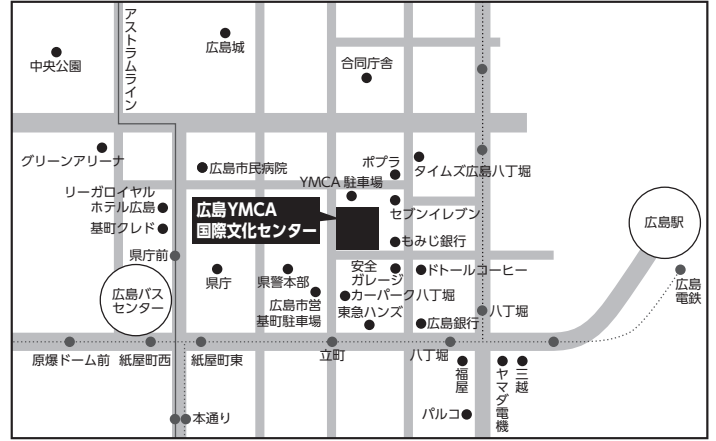 アストラムライン
中央公園
広島城
合同庁舎
グリーンアリーナ
広島市民病院
ポプラ
タイムズ広島八丁堀
YMCA 駐車場
リーガロイヤル
ホテル広島
基町クレド
広島YMCA
国際文化センター
セブンイレブン
もみじ銀行
広島駅
県庁前
県庁
県警本部
安全
ガレージ
ドトールコーヒー
広島バス
センター
広島市営
基町駐車場
カーパーク八丁堀
東急ハンズ
広島銀行
八丁堀
広島
電鉄
原爆ドーム前
紙屋町西
紙屋町東
立町
八丁堀
福屋
ヤマダ電機
三越
パルコ
本通り